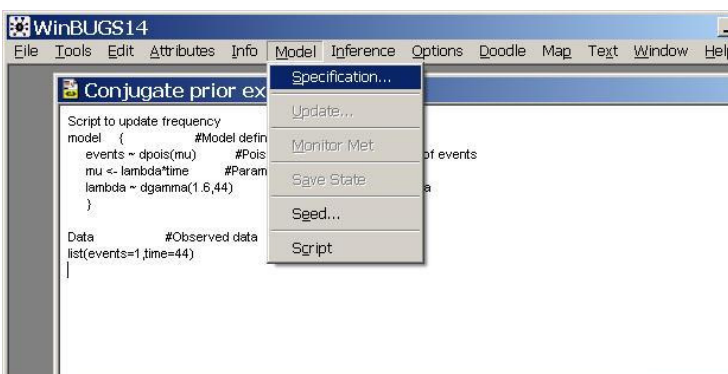 WinBUGS14
File Tools Edit Attributes Info Model Inference Options Doodle Map Text Window Help
Conjugate prior ex
Specification...
Update...
Monitor Met
Save State
Seed...
Script
Script to update frequency
model { #Model defin
events ~ dpois(mu) #Pois of events
mu <- lambda*time #Param
lambda ~ dgamma(1.6,44) a
}
Data #Observed data
list(events=1,time=44)